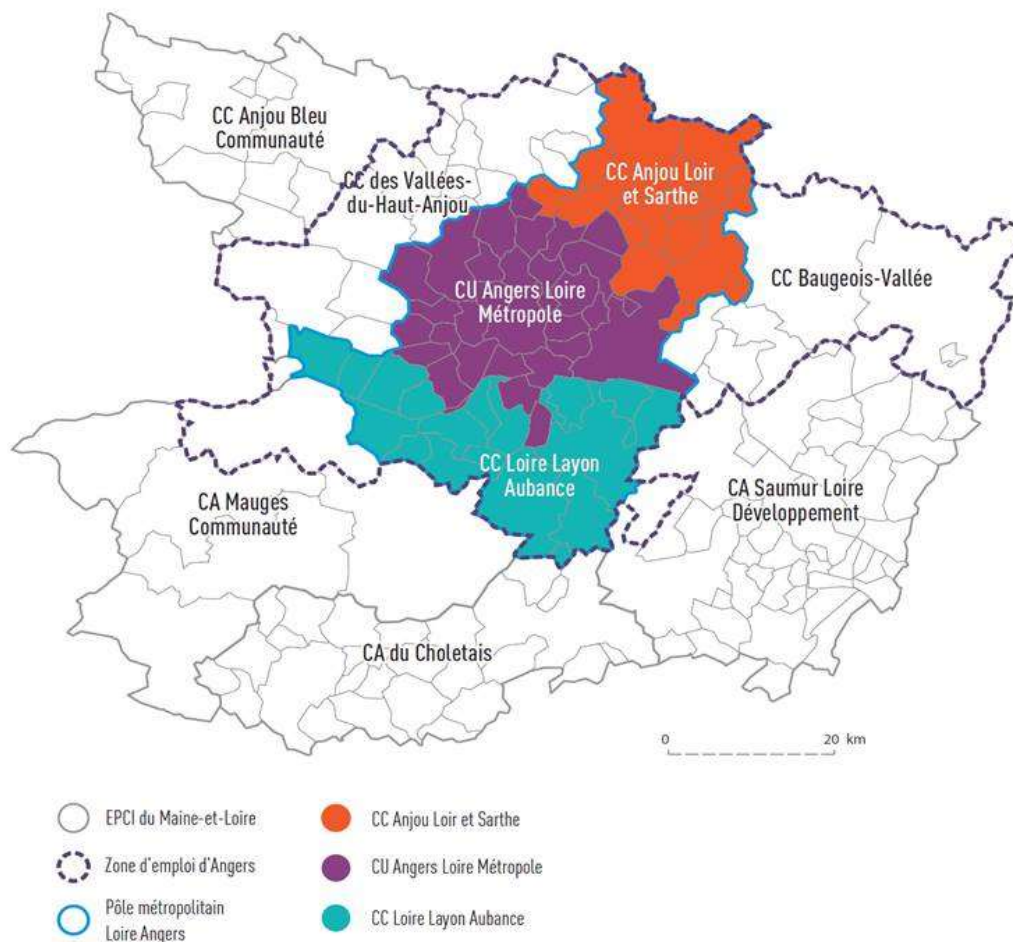 CC Anjou Bleu
Communauté
CC des Vallées-
du-Haut-Anjou
CC Anjou Loir
et Sarthe
CU Angers Loire
Métropole
CC Baugeois-Vallée
CC Loire Layon
Aubance
CA Mauges
Communauté
CA Saumur Loire
Développement
CA du Choletais
0 20 km
EPCI du Maine-et-Loire
Zone d'emploi d'Angers
Pôle métropolitain
Loire Angers
CC Anjou Loir et Sarthe
CU Angers Loire Métropole
CC Loire Layon Aubance